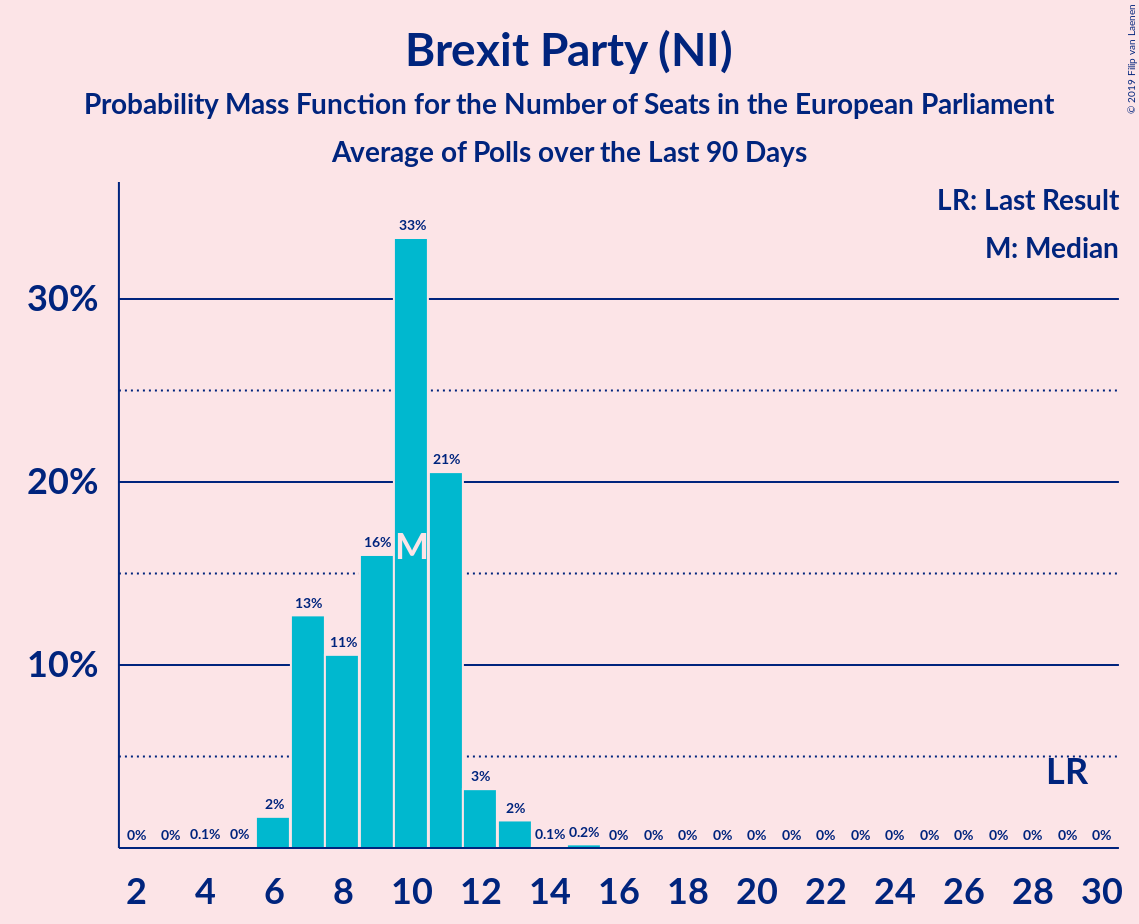 Brexit Party (NI)
Probability Mass Function for the Number of Seats in the European Parliament
Average of Polls over the Last 90 Days
© 2019 Filip van Laenen
LR: Last Result
M: Median
30%
20%
10%
0% 0% 0.1% 0% 2% 13% 11% 16% 33% 21% 3% 2% 0.1% 0.2% 0% 0% 0% 0% 0% 0% 0% 0% 0% 0% 0% 0% 0% 0% 0%
M
LR
2 4 6 8 10 12 14 16 18 20 22 24 26 28 30